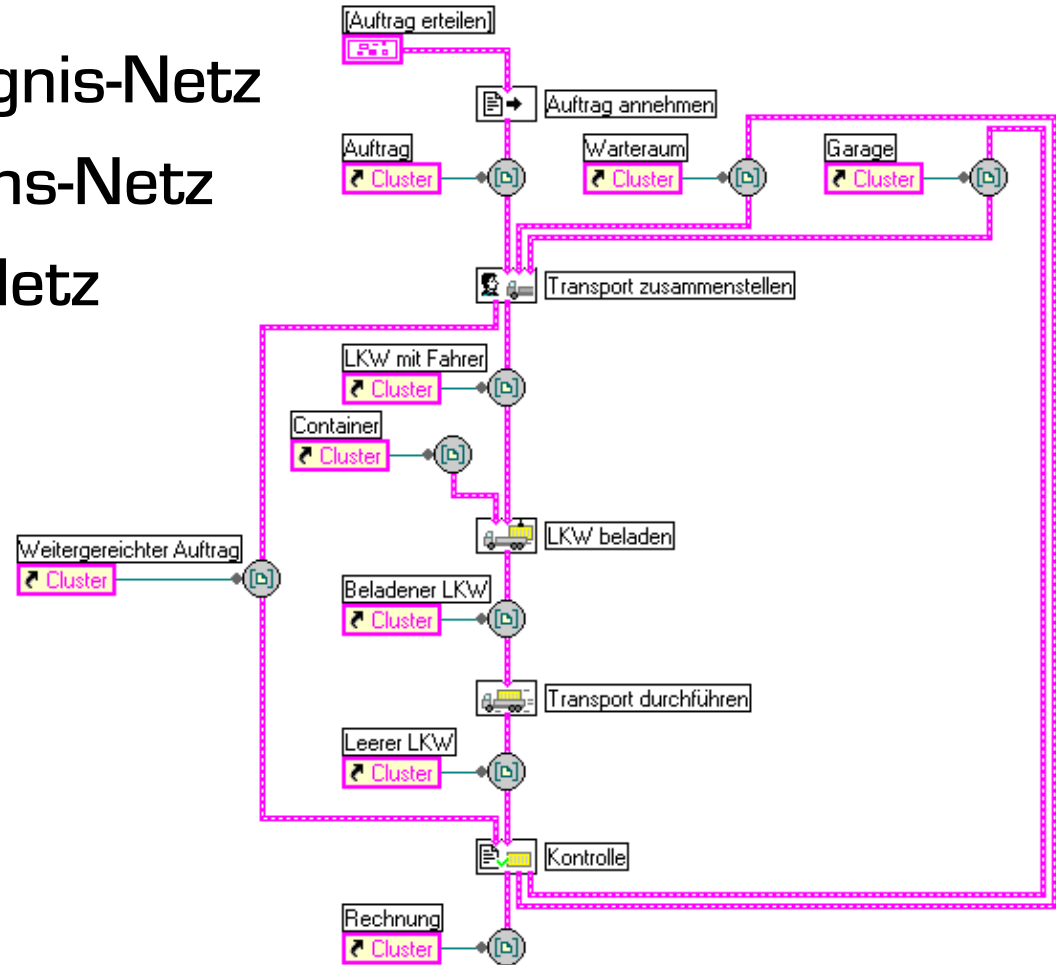 [Auftrag erteilen]
gnis-Netz
Auftrag annehmen
Auftrag
Cluster
Warteraum
Cluster
Garage
Cluster
ns-Netz
letz
Transport zusammenstellen
LKW mit Fahrer
Cluster
Container
Cluster
LKW beladen
Weitergereichter Auftrag
Cluster
Beladener LKW
Cluster
Transport durchführen
Leerer LKW
Cluster
Kontrolle
Rechnung
Cluster